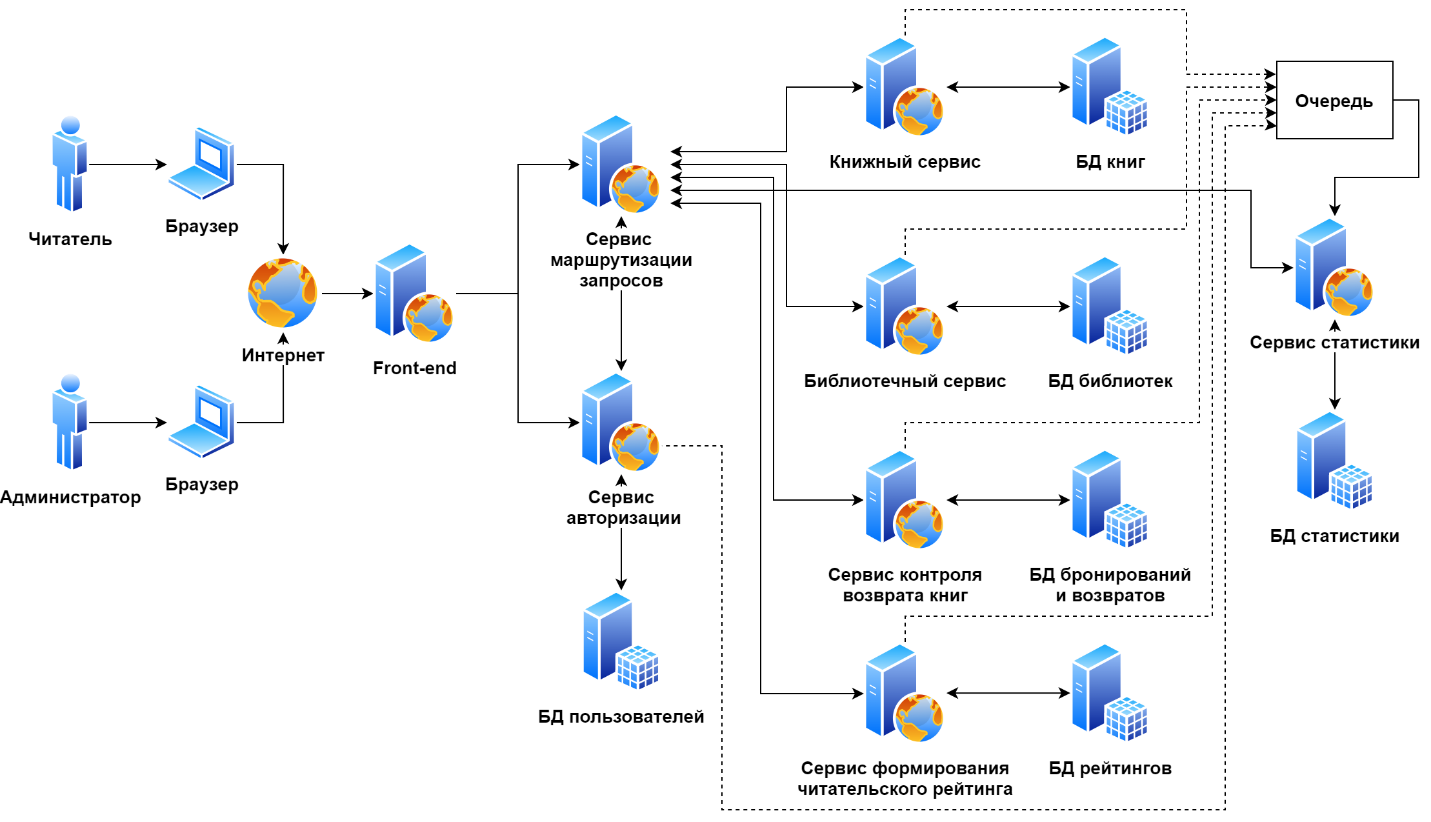 Читатель
Браузер
Интернет
Администратор
Браузер
Front-end
Сервис
маршрутизации
запросов
Сервис
авторизации
БД пользователей
Книжный сервис
БД книг
Библиотечный сервис
БД библиотек
Сервис контроля
возврата книг
БД бронирований
и возвратов
Сервис формирования
читательского рейтинга
БД рейтингов
Очередь
Сервис статистики
БД статистики